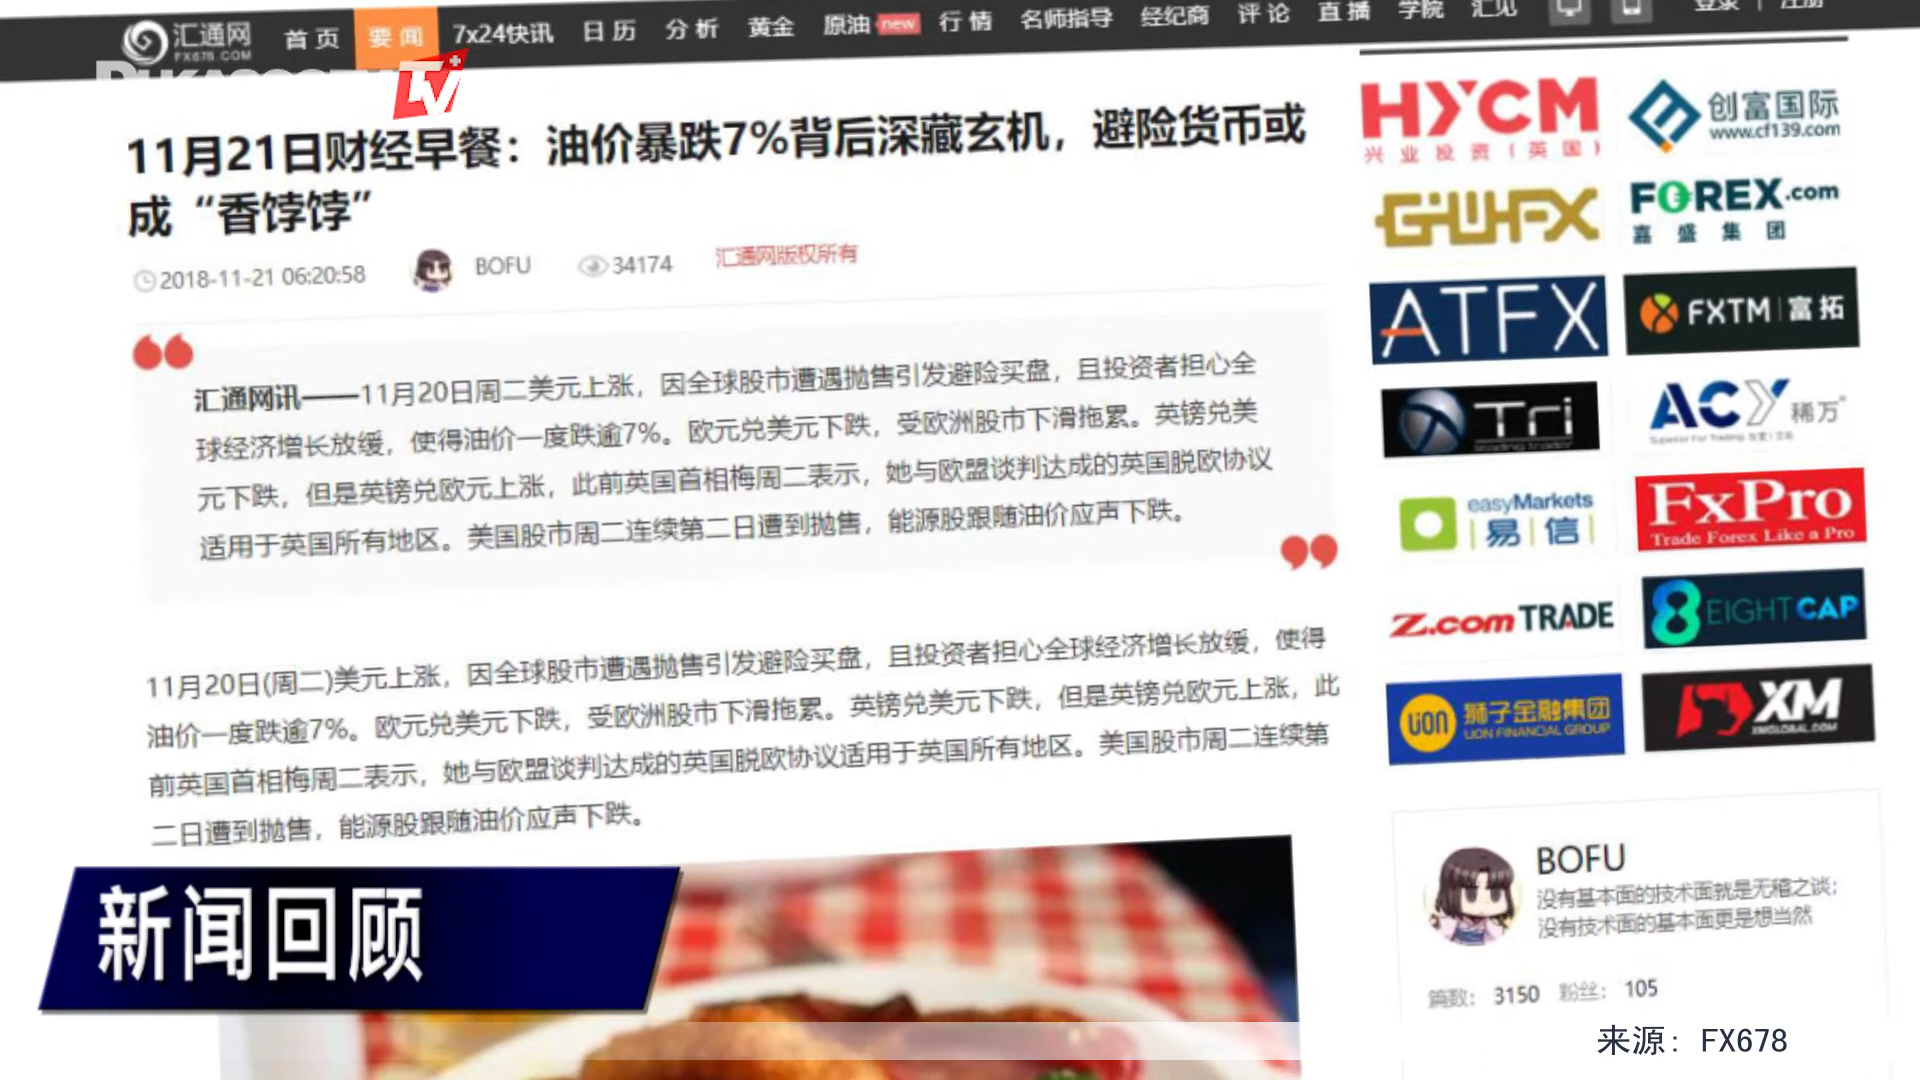 汇通网
FX678.COM
首页 要闻 7x24快讯 日历 分析 黄金 原油 new 行情 名师指导 经纪商 评论 直播 学院 汇见 登录 | 注册
DUKASCOPY TV+
11月21日财经早餐：油价暴跌7%背后深藏玄机，避险货币或
成“香饽饽”
2018-11-21 06:20:58 BOFU 34174 汇通网版权所有
汇通网讯——11月20日周二美元上涨，因全球股市遭遇抛售引发避险买盘，且投资者担心全
球经济增长放缓，使得油价一度跌逾7%。欧元兑美元下跌，受欧洲股市下滑拖累。英镑兑美
元下跌，但是英镑兑欧元上涨，此前英国首相梅周二表示，她与欧盟谈判达成的英国脱欧协议
适用于英国所有地区。美国股市周二连续第二日遭到抛售，能源股跟随油价应声下跌。
11月20日(周二)美元上涨，因全球股市遭遇抛售引发避险买盘，且投资者担心全球经济增长放缓，使得
油价一度跌逾7%。欧元兑美元下跌，受欧洲股市下滑拖累。英镑兑美元下跌，但是英镑兑欧元上涨，此
前英国首相梅周二表示，她与欧盟谈判达成的英国脱欧协议适用于英国所有地区。美国股市周二连续第
二日遭到抛售，能源股跟随油价应声下跌。
HYCM
兴业投资(英国)
创富国际
www.cf139.com
GWFX
FOREX.com
嘉盛集团
ATFX
FXTM | 富拓
Tri
ACY 稀万
easyMarkets
易 信
FxPro
Trade Forex Like a Pro
Z.com TRADE
8 EIGHTCAP
LION 狮子金融集团
LION FINANCIAL GROUP
XM
XMGLOBAL.COM
BOFU
没有基本面的技术面就是无稽之谈；
没有技术面的基本面更是想当然
篇数： 3150 粉丝： 105
新闻回顾
来源：FX678